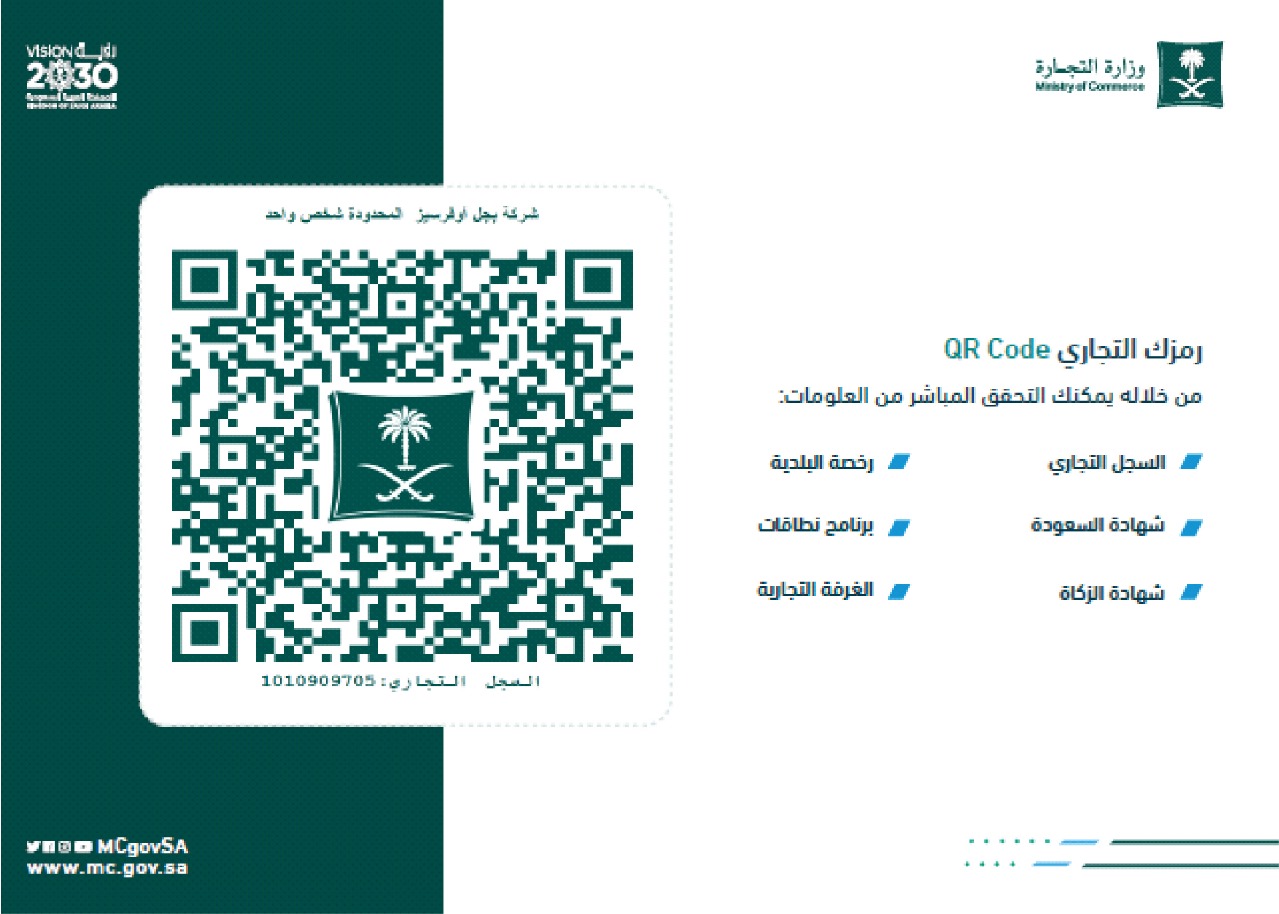 VISION رؤيــــة
2030
المملكة العربية السعودية
KINGDOM OF SAUDI ARABIA
وزارة التجارة
Ministry of Commerce
شركة بجل اوفرسيز المحدودة شخص واحد
السجل التجاري:1010909705
رمزك التجاري QR Code
من خلاله يمكنك التحقق المباشر من العلومات:
السجل التجاري
رخصة البلدية
شهادة السعودة
برنامج نطاقات
شهادة الزكاة
الغرفة التجارية
MCgovSA
www.mc.gov.sa